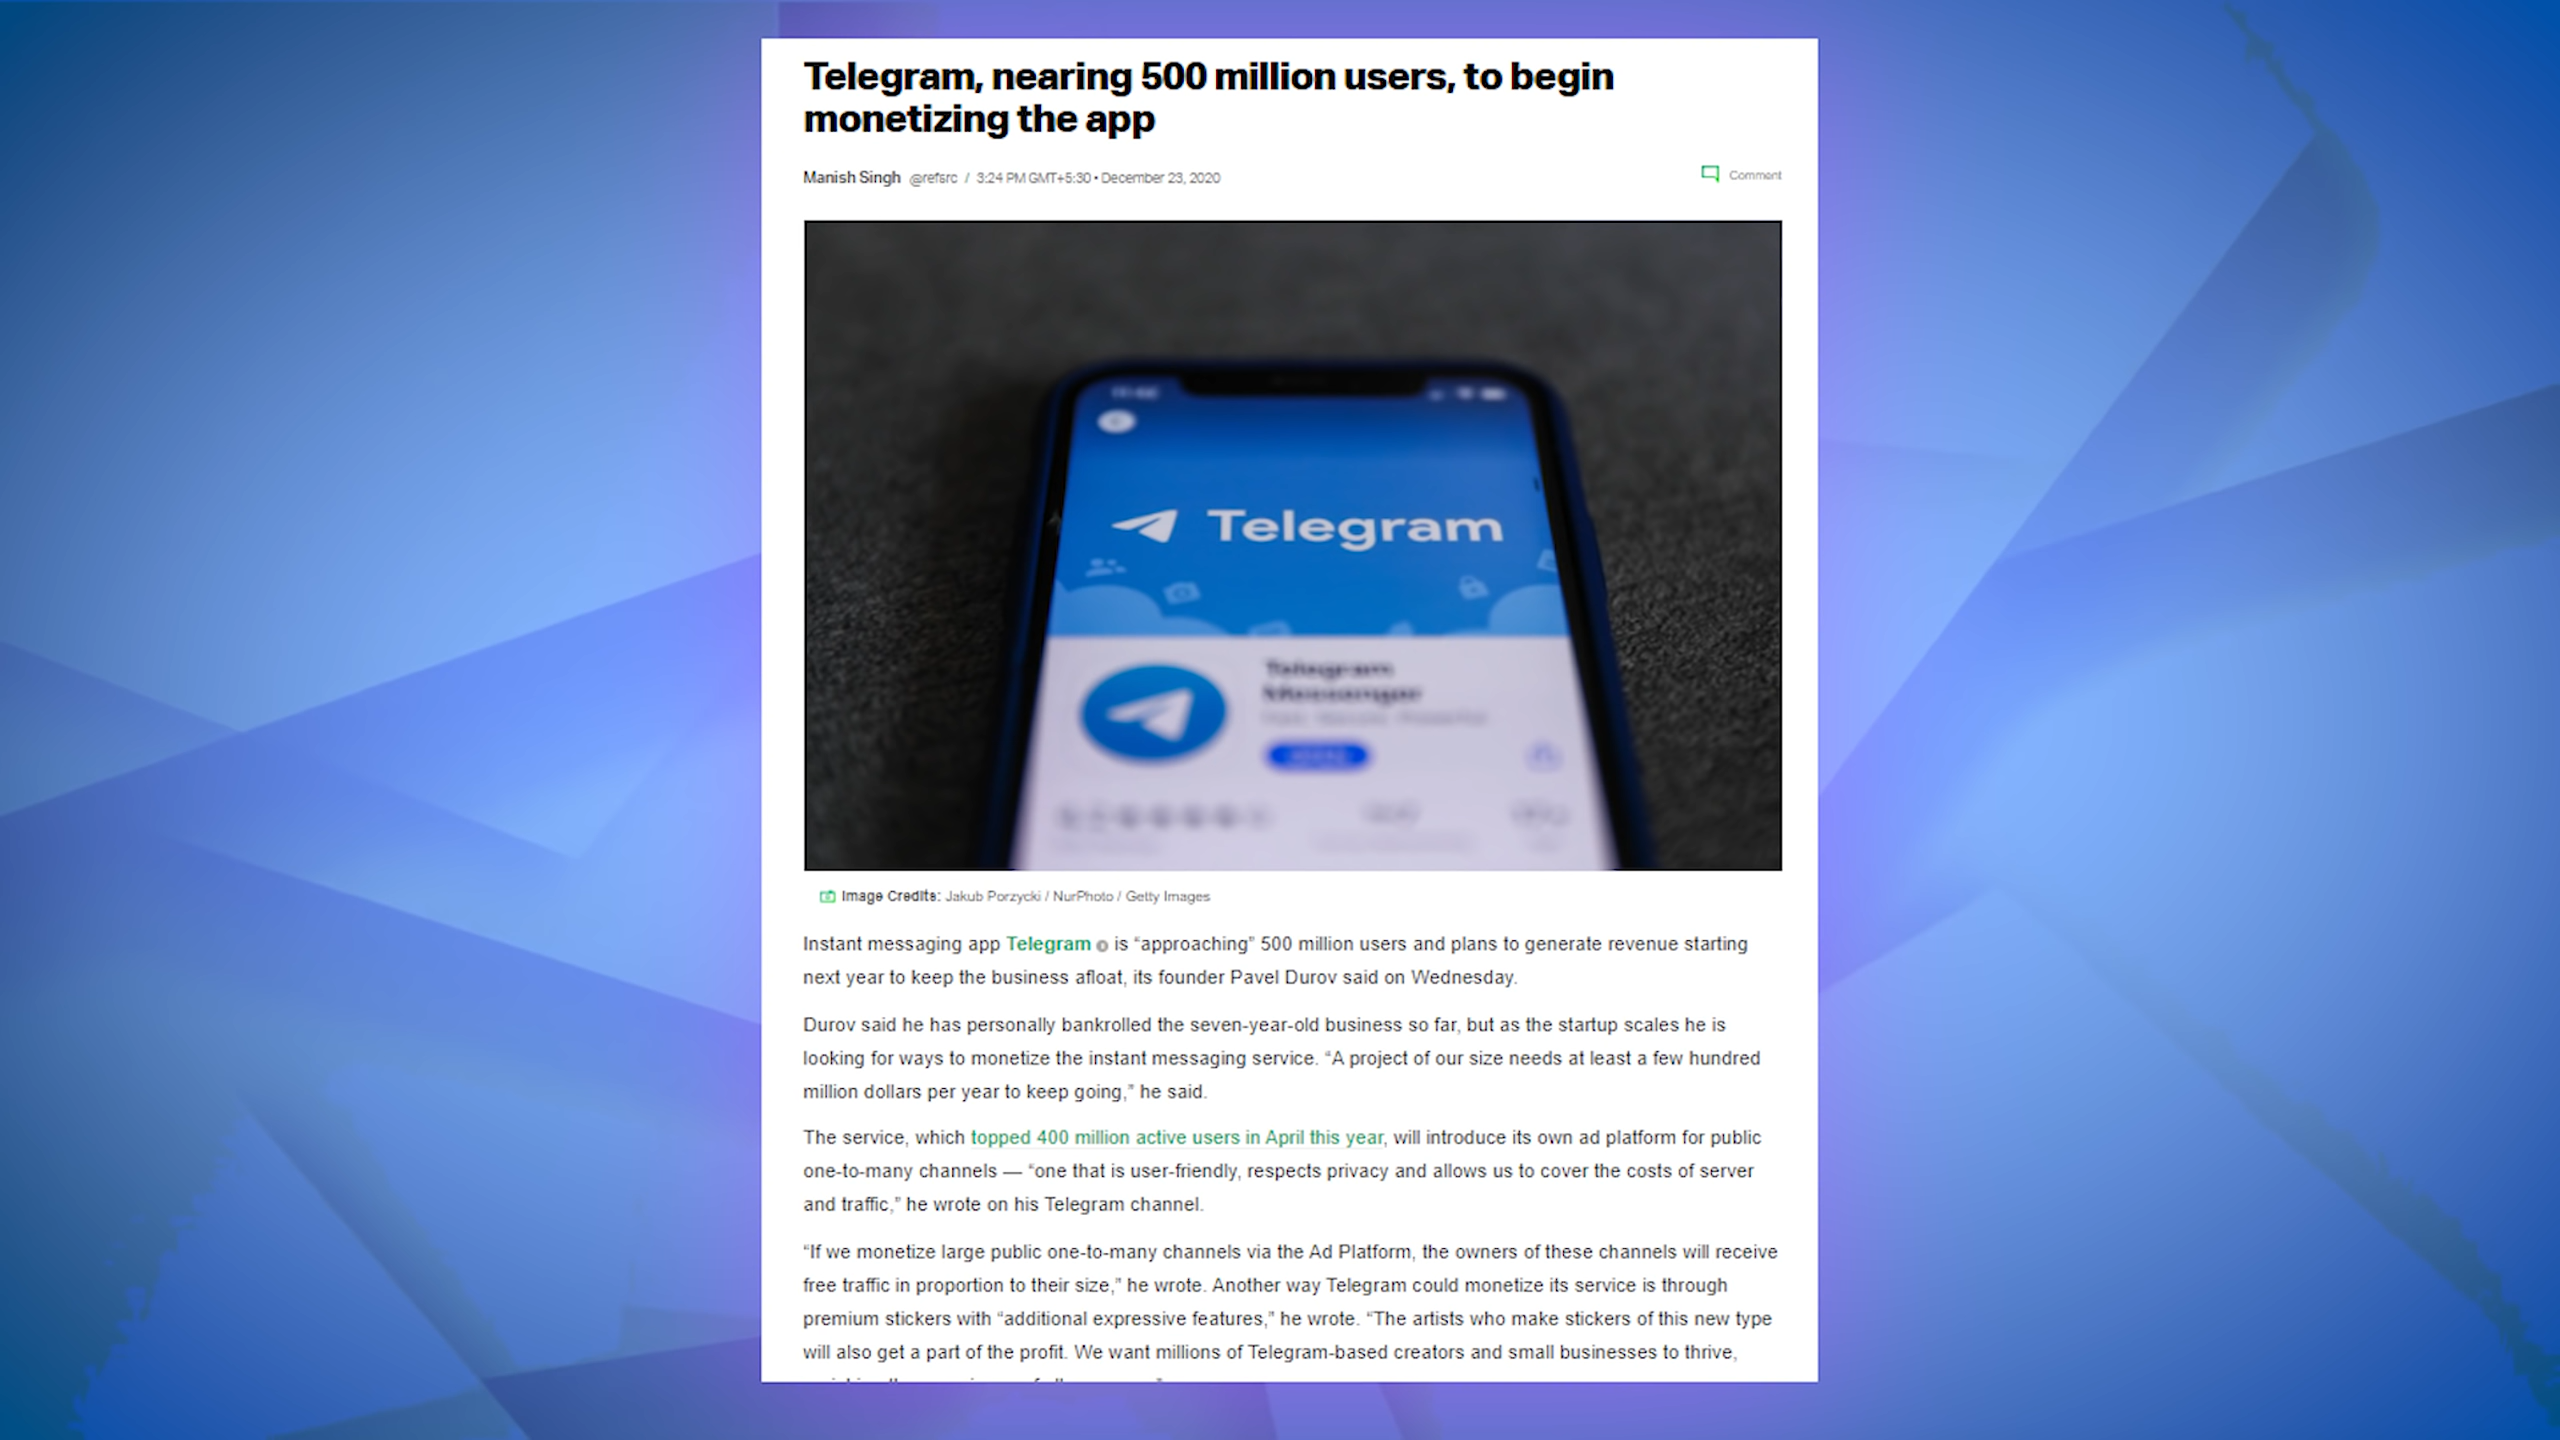 Telegram, nearing 500 million users, to begin
monetizing the app
Manish Singh @refsrc / 3:24 PM GMT+5:30 • December 23, 2020
Comment
Telegram
Telegram
Messenger
Image Credits: Jakub Porzycki / NurPhoto / Getty Images
Instant messaging app Telegram is “approaching” 500 million users and plans to generate revenue starting
next year to keep the business afloat, its founder Pavel Durov said on Wednesday.
Durov said he has personally bankrolled the seven-year-old business so far, but as the startup scales he is
looking for ways to monetize the instant messaging service. “A project of our size needs at least a few hundred
million dollars per year to keep going,” he said.
The service, which topped 400 million active users in April this year, will introduce its own ad platform for public
one-to-many channels — “one that is user-friendly, respects privacy and allows us to cover the costs of server
and traffic,” he wrote on his Telegram channel.
“If we monetize large public one-to-many channels via the Ad Platform, the owners of these channels will receive
free traffic in proportion to their size,” he wrote. Another way Telegram could monetize its service is through
premium stickers with “additional expressive features,” he wrote. “The artists who make stickers of this new type
will also get a part of the profit. We want millions of Telegram-based creators and small businesses to thrive,